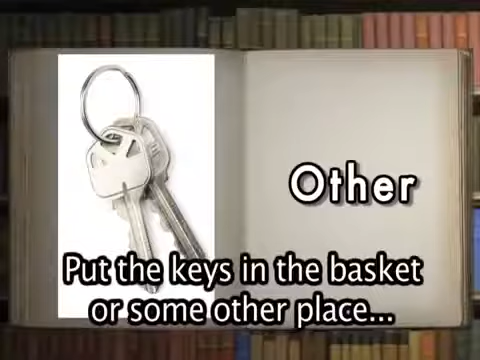 Other
Put the keys in the basket
or some other place...